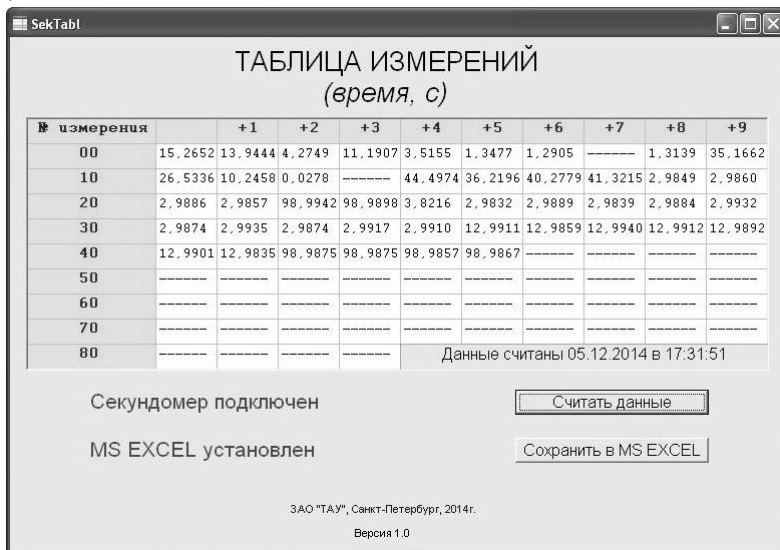 SekTabl
ТАБЛИЦА ИЗМЕРЕНИЙ
(время, с)
№ измерения +1 +2 +3 +4 +5 +6 +7 +8 +9
00 15,2652 13,9444 4,2749 11,1907 3,5155 1,3477 1,2905 ------ 1,3139 35,1662
10 26,5336 10,2458 0,0278 ------ 44,4974 36,2196 40,2779 41,3215 2,9849 2,9860
20 2,9886 2,9857 98,9942 98,9898 3,8216 2,9832 2,9889 2,9839 2,9884 2,9932
30 2,9874 2,9935 2,9874 2,9917 2,9910 12,9911 12,9859 12,9940 12,9912 12,9892
40 12,9901 12,9835 98,9875 98,9875 98,9857 98,9867 ------ ------ ------ ------
50 ------ ------ ------ ------ ------ ------ ------ ------ ------ ------
60 ------ ------ ------ ------ ------ ------ ------ ------ ------ ------
70 ------ ------ ------ ------ ------ ------ ------ ------ ------ ------
80 ------ ------ ------ ------ Данные считаны 05.12.2014 в 17:31:51
Секундомер подключен Считать данные
MS EXCEL установлен Сохранить в MS EXCEL
ЗАО "ТАУ", Санкт-Петербург, 2014г.
Версия 1.0